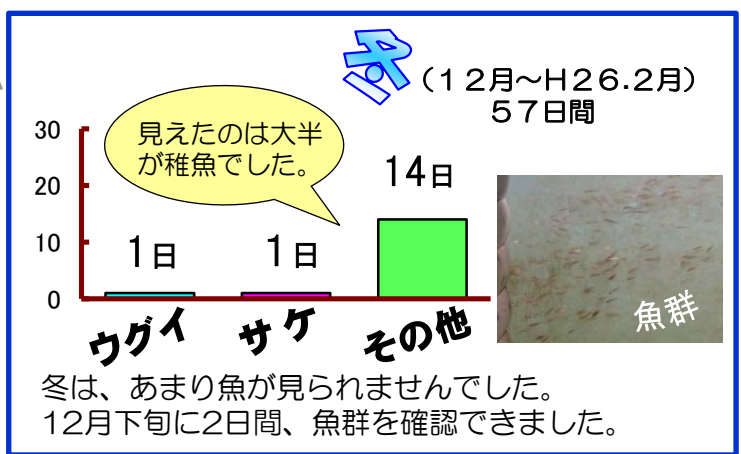 冬
(12月～H26.2月)
57日間
見えたのは大半
が稚魚でした。
30
20
10
0
1日
1日
14日
ウグイ
サケ
その他
魚群
冬は、あまり魚が見られませんでした。
12月下旬に2日間、魚群を確認できました。